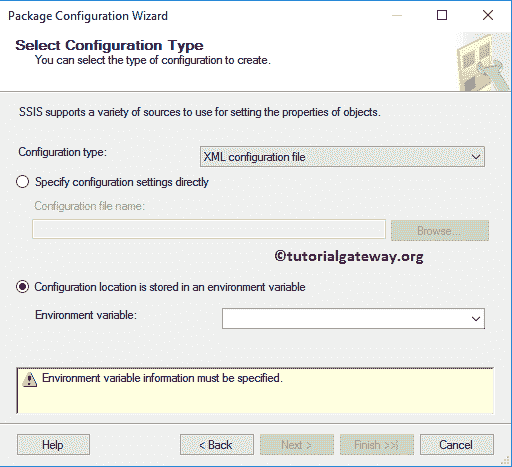 Package Configuration Wizard
Select Configuration Type
You can select the type of configuration to create.
SSIS supports a variety of sources to use for setting the properties of objects.
Configuration type: XML configuration file
Specify configuration settings directly
Configuration file name:
Browse...
©tutorialgateway.org
Configuration location is stored in an environment variable
Environment variable:
Environment variable information must be specified.
Help < Back Next > Finish >>| Cancel